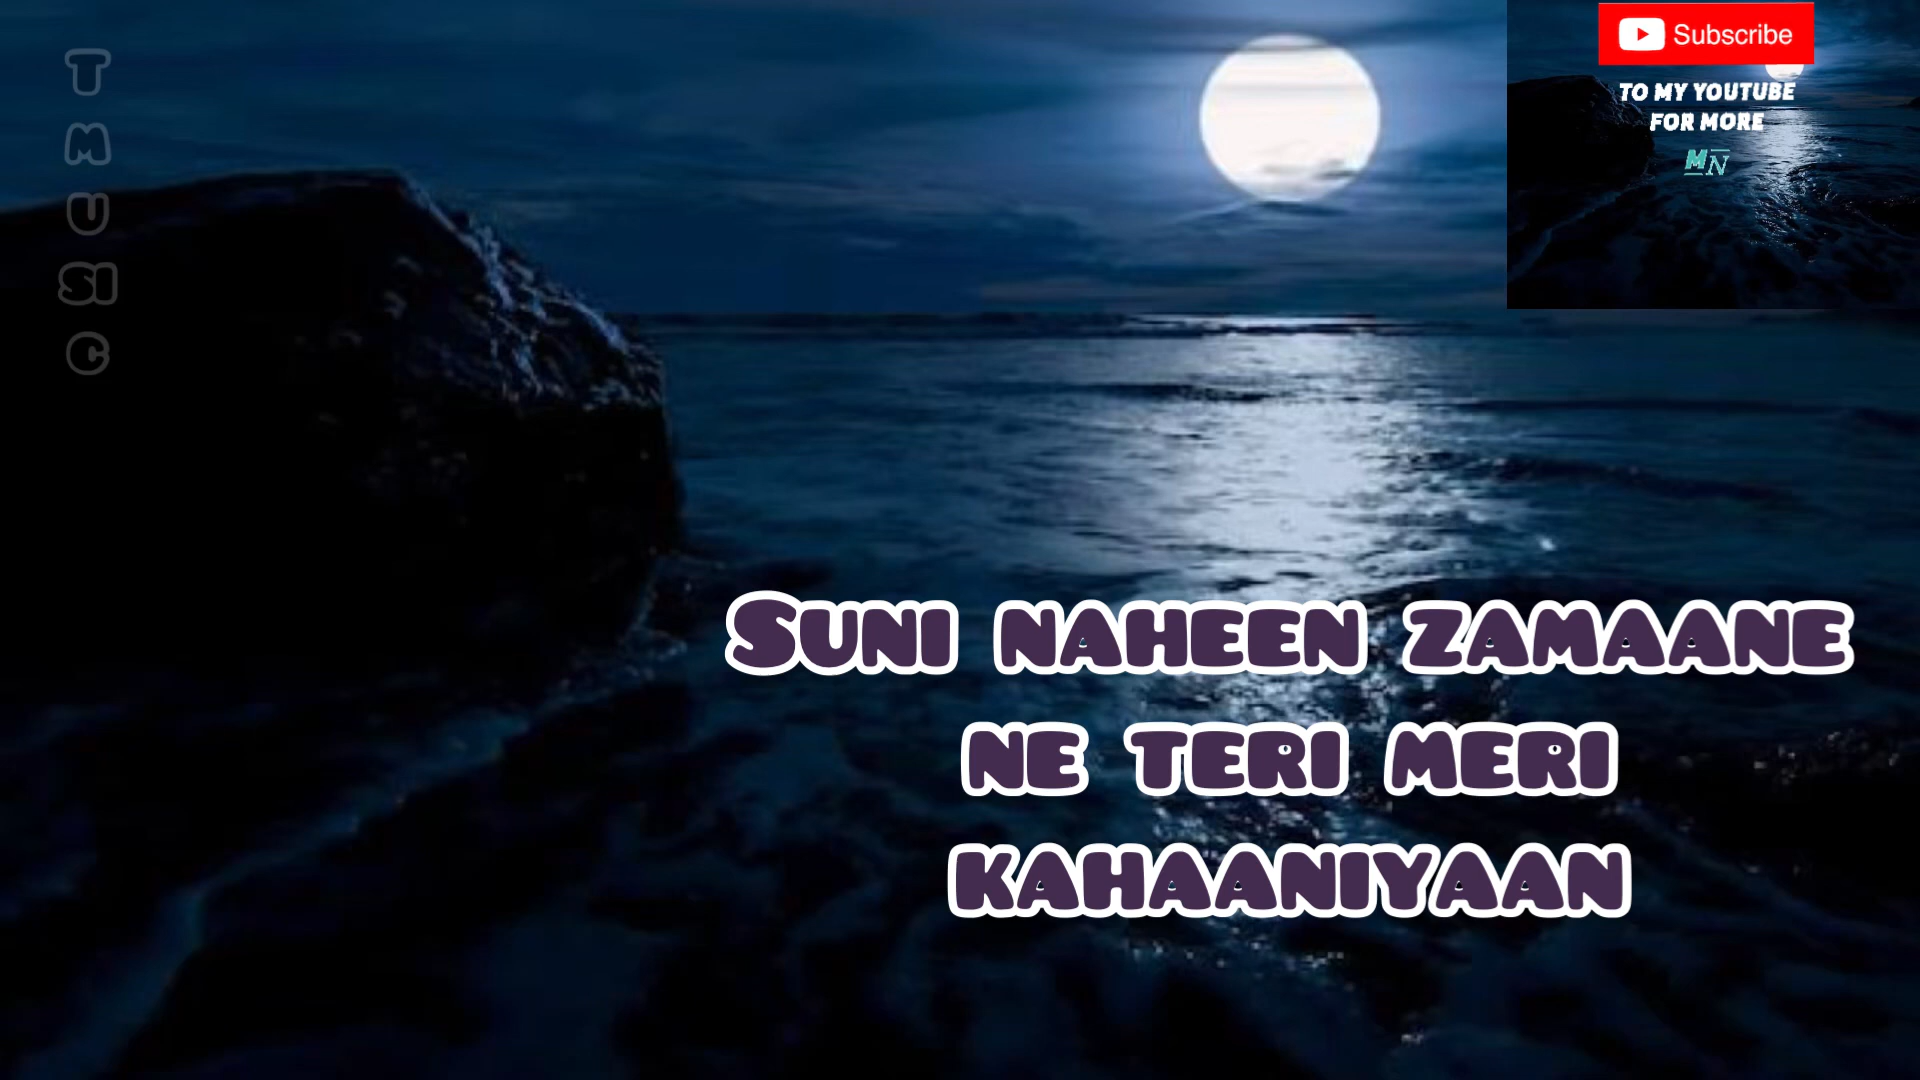 T
M
U
SI
C
Subscribe
TO MY YOUTUBE
FOR MORE
MN
SUNI NAHEEN ZAMAANE
NE TERI MERI
KAHAANIYAAN